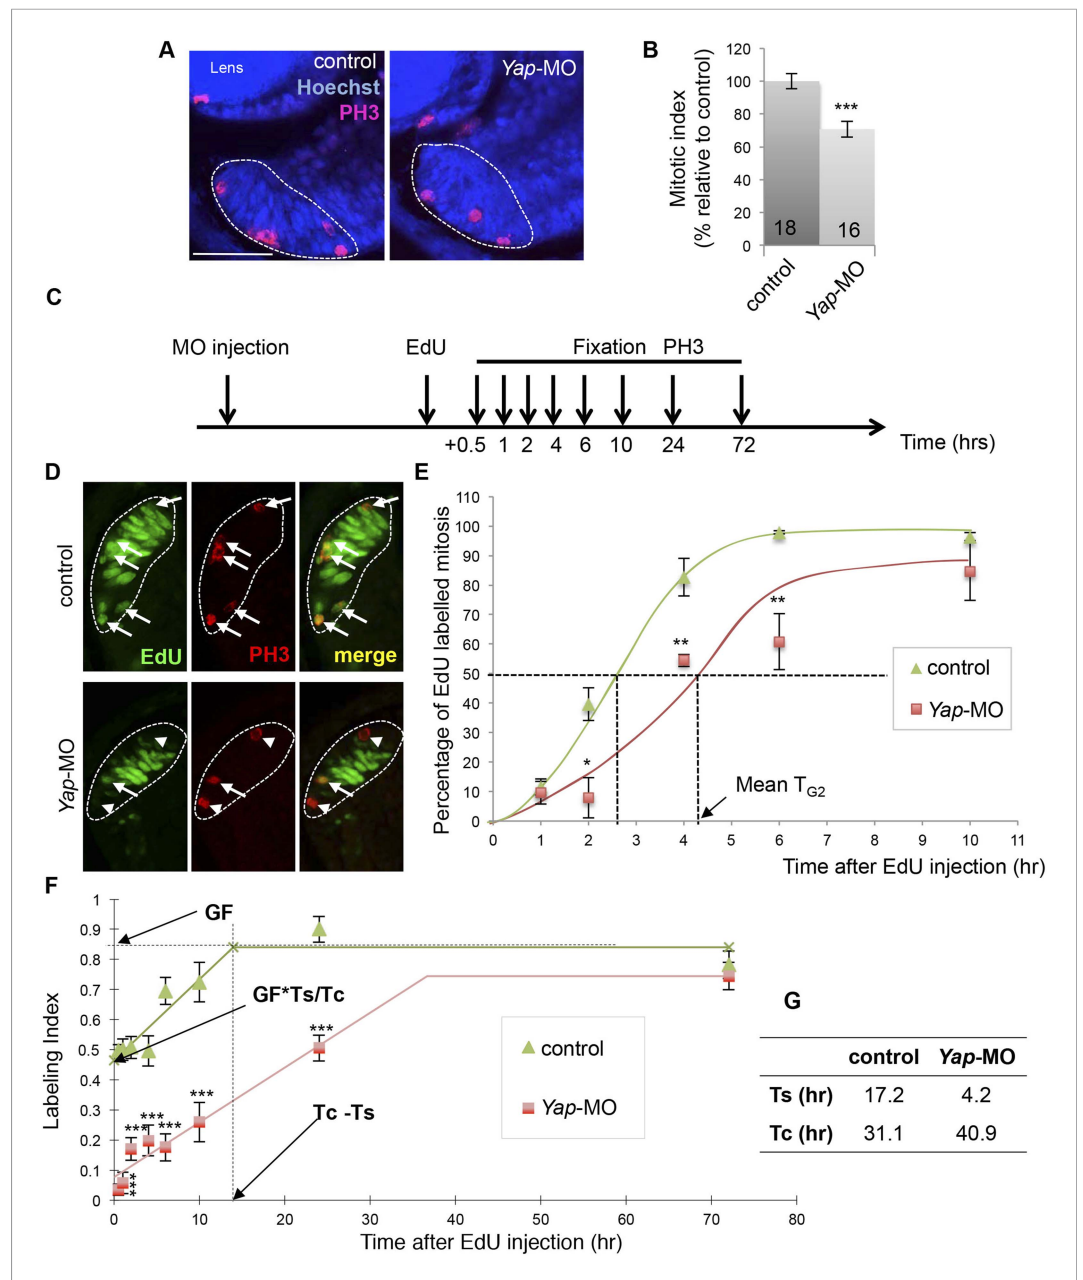 A
Lens
control
Hoechst
PH3
Yap-MO
B
Mitotic index
(% relative to control)
120
100
80
60
40
20
0
***
18
16
control
Yap-MO
C
MO injection
EdU
Fixation PH3
+0.5 1 2 4 6 10 24 72
Time (hrs)
D
control
EdU
PH3
merge
Yap-MO
E
Percentage of EdU labelled mitosis
110
100
90
80
70
60
50
40
30
20
10
0
*
**
**
control
Yap-MO
Mean TG2
0 1 2 3 4 5 6 7 8 9 10 11
Time after EdU injection (hr)
F
Labeling Index
1
0.9
0.8
0.7
0.6
0.5
0.4
0.3
0.2
0.1
0
GF
GF*Ts/Tc
Tc -Ts
***
***
***
***
***
***
control
Yap-MO
0 10 20 30 40 50 60 70 80
Time after EdU injection (hr)
G
control Yap-MO
Ts (hr) 17.2 4.2
Tc (hr) 31.1 40.9